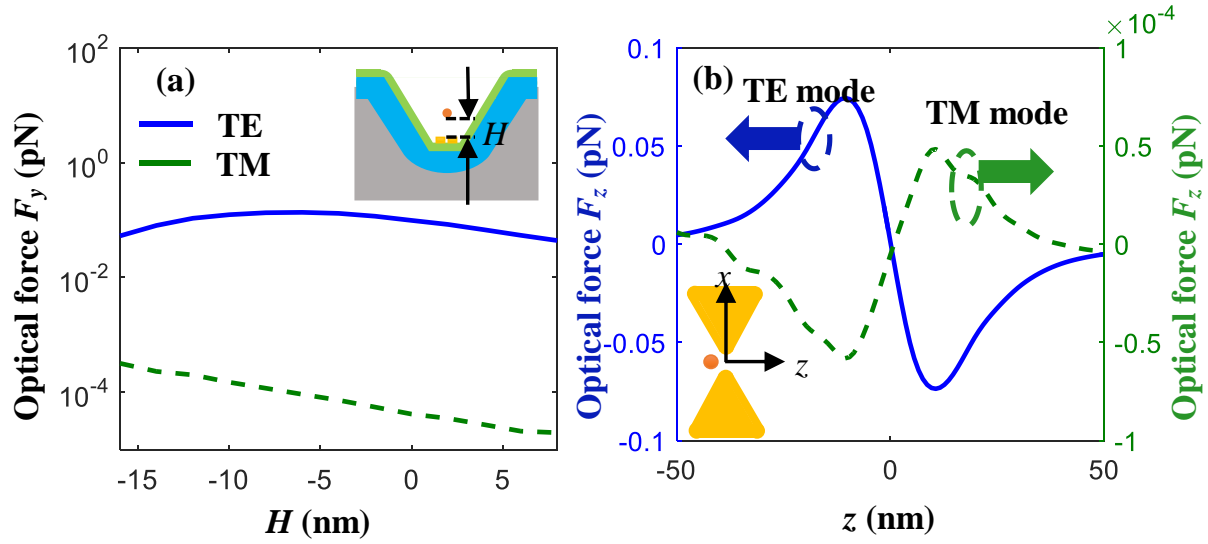 (a)
TE
TM
H
10^2
10^0
10^-2
10^-4
Optical force F_y (pN)
-15
-10
-5
0
5
H (nm)
(b)
TE mode
TM mode
×10^-4
0.1
0.05
0
-0.05
-0.1
Optical force F_z (pN)
x
z
1
0.5
0
-0.5
-1
Optical force F_z (pN)
-50
0
50
z (nm)